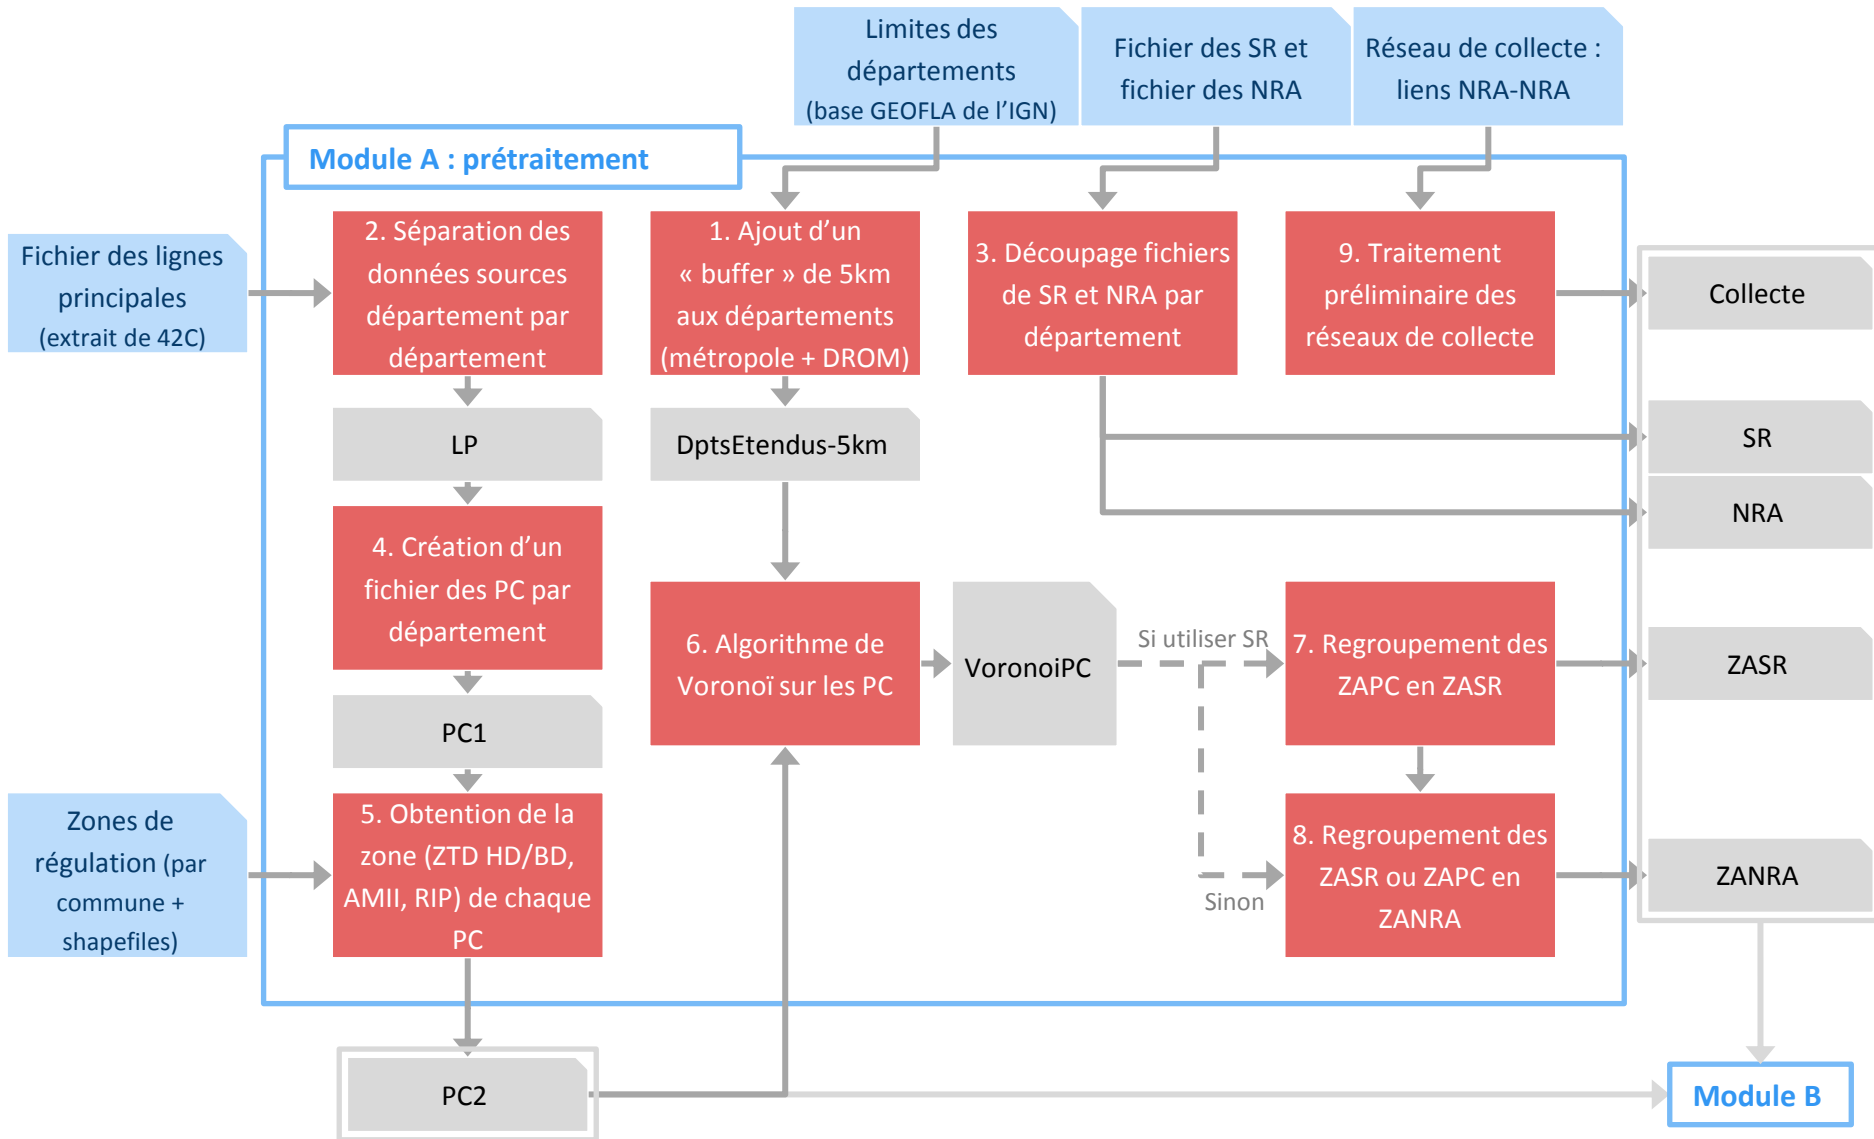 Limites des
départements
(base GEOFLA de l'IGN)
Fichier des SR et
fichier des NRA
Réseau de collecte :
liens NRA-NRA
Module A : prétraitement
Fichier des lignes
principales
(extrait de 42C)
2. Séparation des
données sources
département par
département
1. Ajout d'un
« buffer » de 5km
aux départements
(métropole + DROM)
3. Découpage fichiers
de SR et NRA par
département
9. Traitement
préliminaire des
réseaux de collecte
Collecte
LP
DptsEtendus-5km
SR
NRA
4. Création d'un
fichier des PC par
département
6. Algorithme de
Voronoï sur les PC
VoronoiPC
Si utiliser SR
7. Regroupement des
ZAPC en ZASR
ZASR
PC1
Zones de
régulation (par
commune +
shapefiles)
5. Obtention de la
zone (ZTD HD/BD,
AMII, RIP) de chaque
PC
Sinon
8. Regroupement des
ZASR ou ZAPC en
ZANRA
ZANRA
PC2
Module B